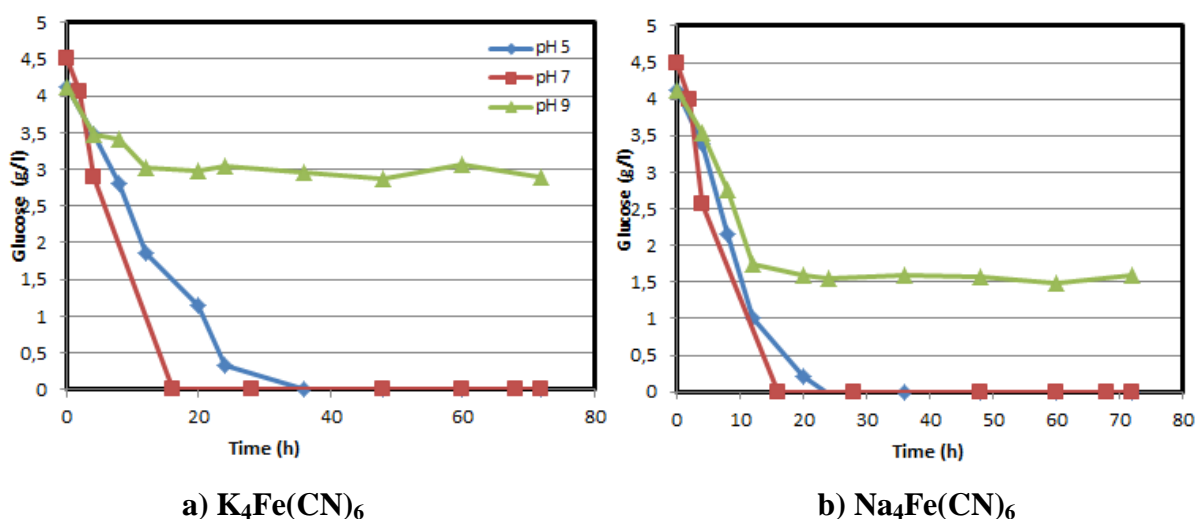 5
4,5
4
3,5
3
2,5
2
1,5
1
0,5
0
Glucose (g/l)
0 20 40 60 80
Time (h)
pH 5
pH 7
pH 9
a) K₄Fe(CN)₆
5
4,5
4
3,5
3
2,5
2
1,5
1
0,5
0
Glucose (g/l)
0 10 20 30 40 50 60 70 80
Time (h)
b) Na₄Fe(CN)₆